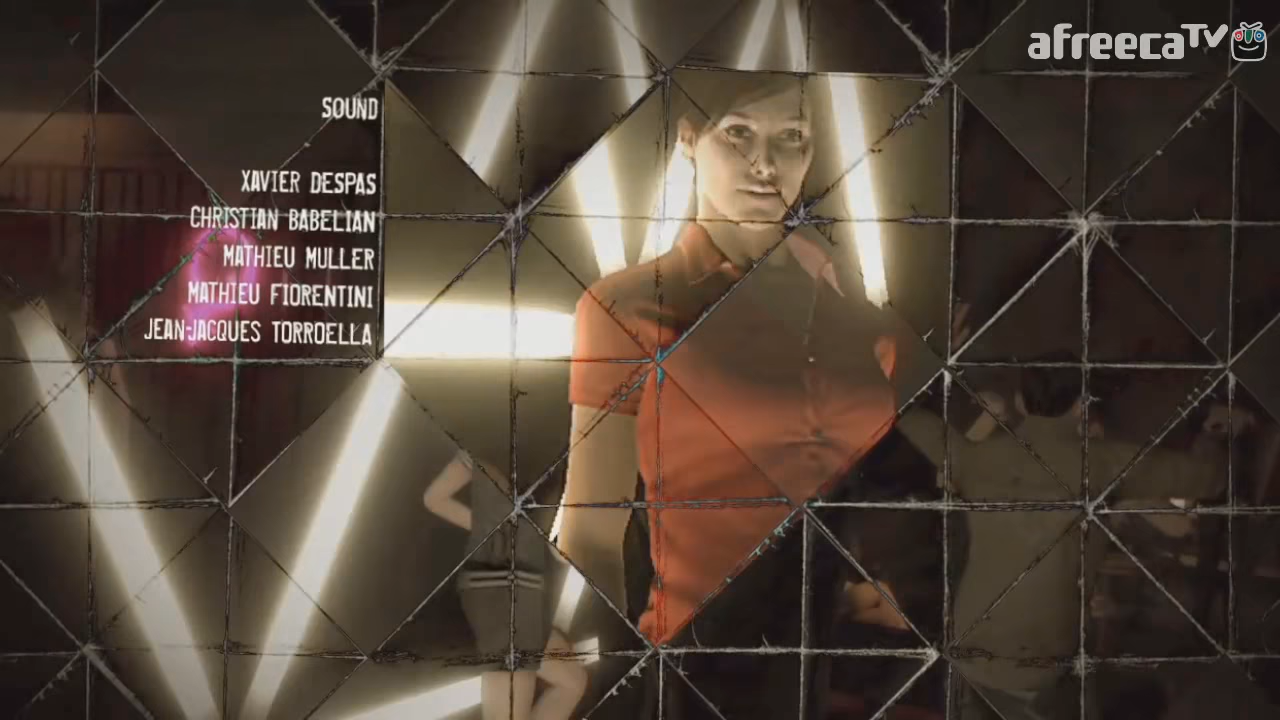 afreecaTV
SOUND
XAVIER DESPAS
CHRISTIAN BABELIAN
MATHIEU MULLER
MATHIEU FIORENTINI
JEAN-JACQUES TORROELLA